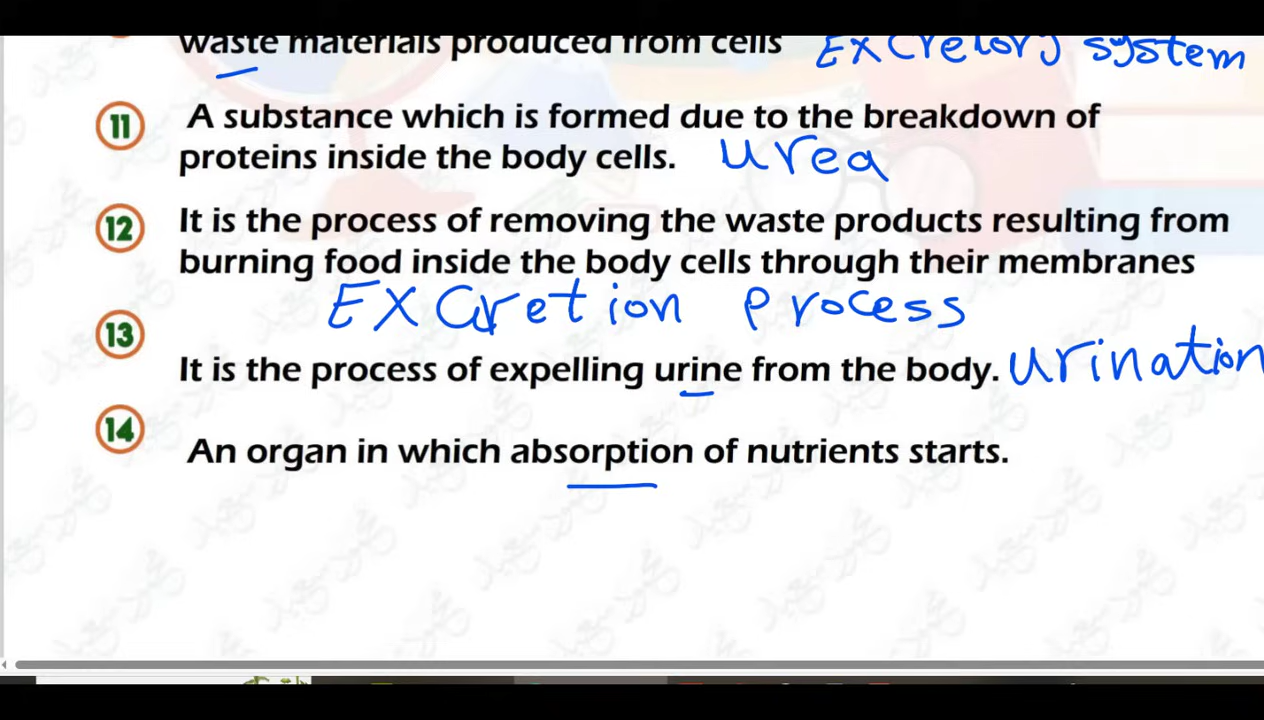 waste materials produced from cells Excretory system
11 A substance which is formed due to the breakdown of
proteins inside the body cells. urea
12 It is the process of removing the waste products resulting from
burning food inside the body cells through their membranes
Excretion process
13
It is the process of expelling urine from the body. urination
14
An organ in which absorption of nutrients starts.